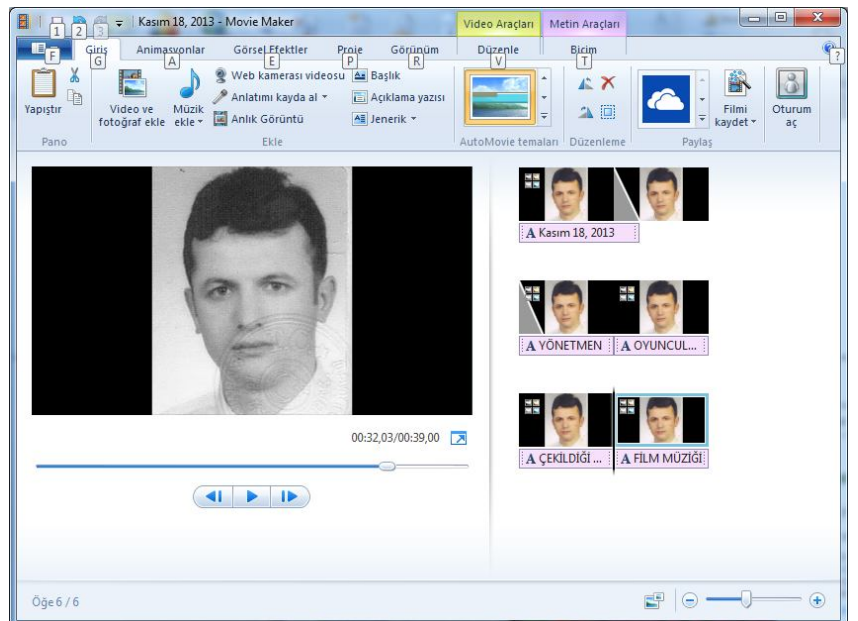 1 2 3 Kasım 18, 2013 - Movie Maker
Video Araçları Metin Araçları
Giriş Animasyonlar Görsel Efektler Proje Görünüm Düzenle Biçim
F G A E P R V T ?
Yapıştır
Video ve fotoğraf ekle
Müzik ekle
Web kamerası videosu
Anlatımı kayda al
Anlık Görüntü
Başlık
Açıklama yazısı
Jenerik
Filmi kaydet
Oturum aç
Pano Ekle AutoMovie temaları Düzenleme Paylaş
A Kasım 18, 2013
A YÖNETMEN A OYUNCUL...
A ÇEKİLDİĞİ ... A FİLM MÜZİĞİ
00:32,03/00:39,00
Öğe 6 / 6